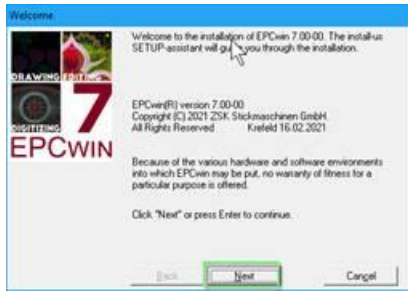 Welcome
Welcome to the installation of EPCwin 7.00-00. The install-us
SETUP-assistant will guide you through the installation.
DRAWING EDITING
DIGITIZING 7
EPCWIN
EPCwin(R) version 7.00-00
Copyright (C) 2021 ZSK Stickmaschinen GmbH.
All Rights Reserved Krefeld 16.02.2021
Because of the various hardware and software environments
into which EPCwin may be put, no warranty of fitness for a
particular purpose is offered.
Click "Next" or press Enter to continue.
Back Next Cancel